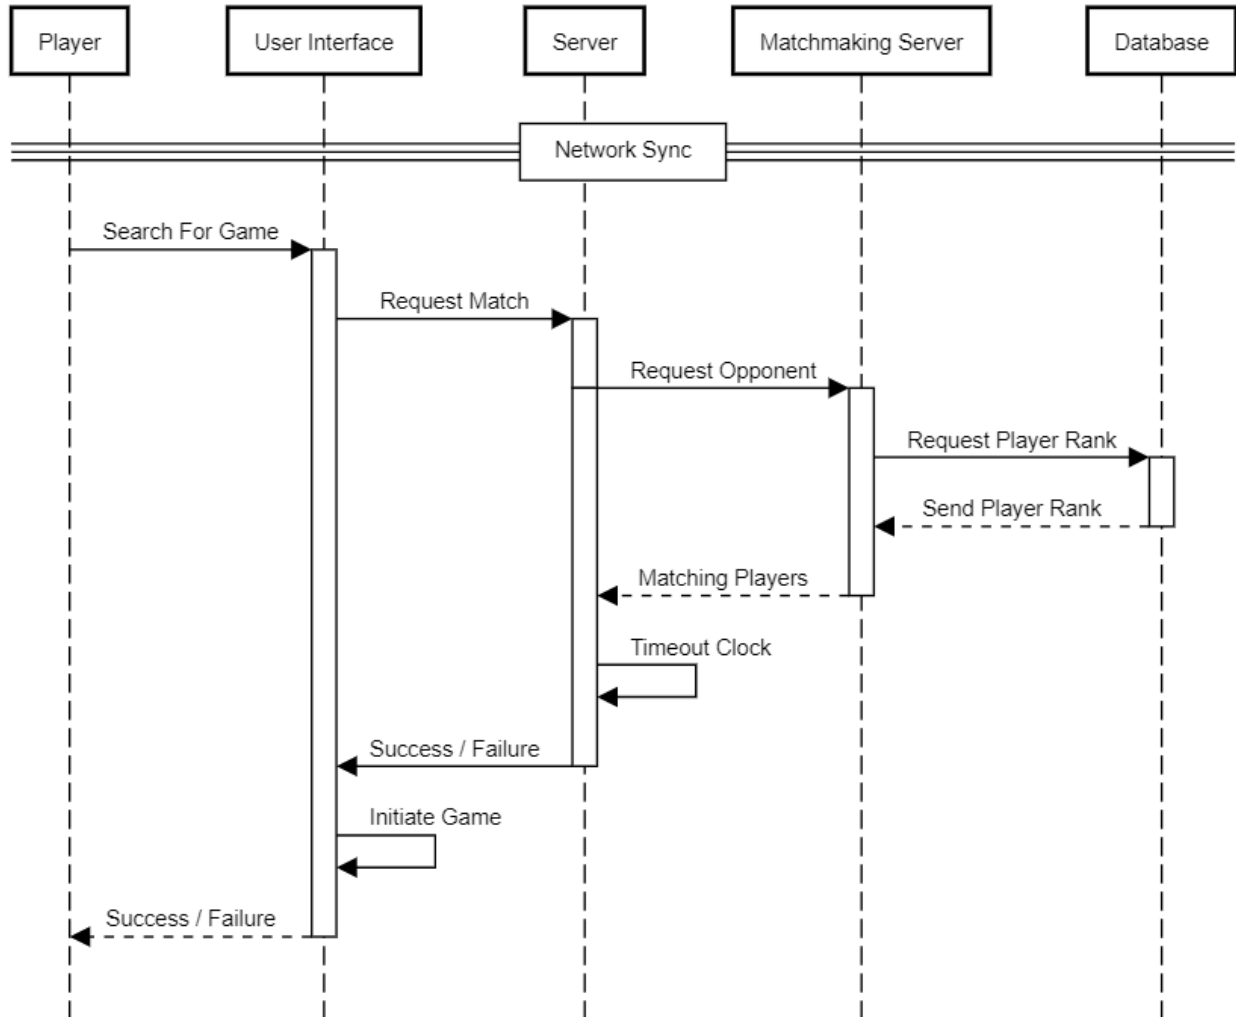 Player
User Interface
Server
Matchmaking Server
Database
Network Sync
Search For Game
Request Match
Request Opponent
Request Player Rank
Send Player Rank
Matching Players
Timeout Clock
Success / Failure
Initiate Game
Success / Failure